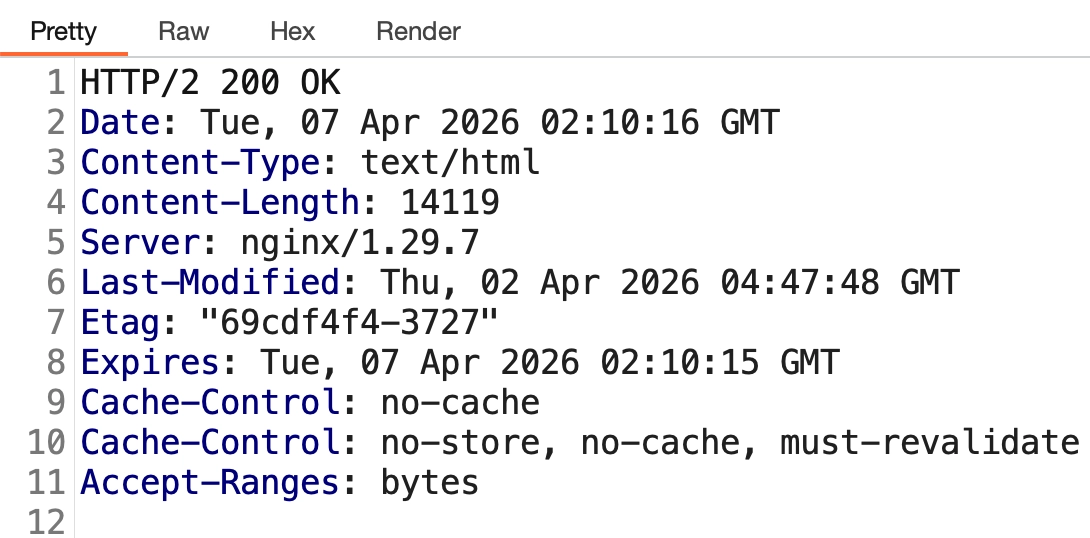 Pretty Raw Hex Render
1 HTTP/2 200 OK
2 Date: Tue, 07 Apr 2026 02:10:16 GMT
3 Content-Type: text/html
4 Content-Length: 14119
5 Server: nginx/1.29.7
6 Last-Modified: Thu, 02 Apr 2026 04:47:48 GMT
7 Etag: "69cdf4f4-3727"
8 Expires: Tue, 07 Apr 2026 02:10:15 GMT
9 Cache-Control: no-cache
10 Cache-Control: no-store, no-cache, must-revalidate
11 Accept-Ranges: bytes
12